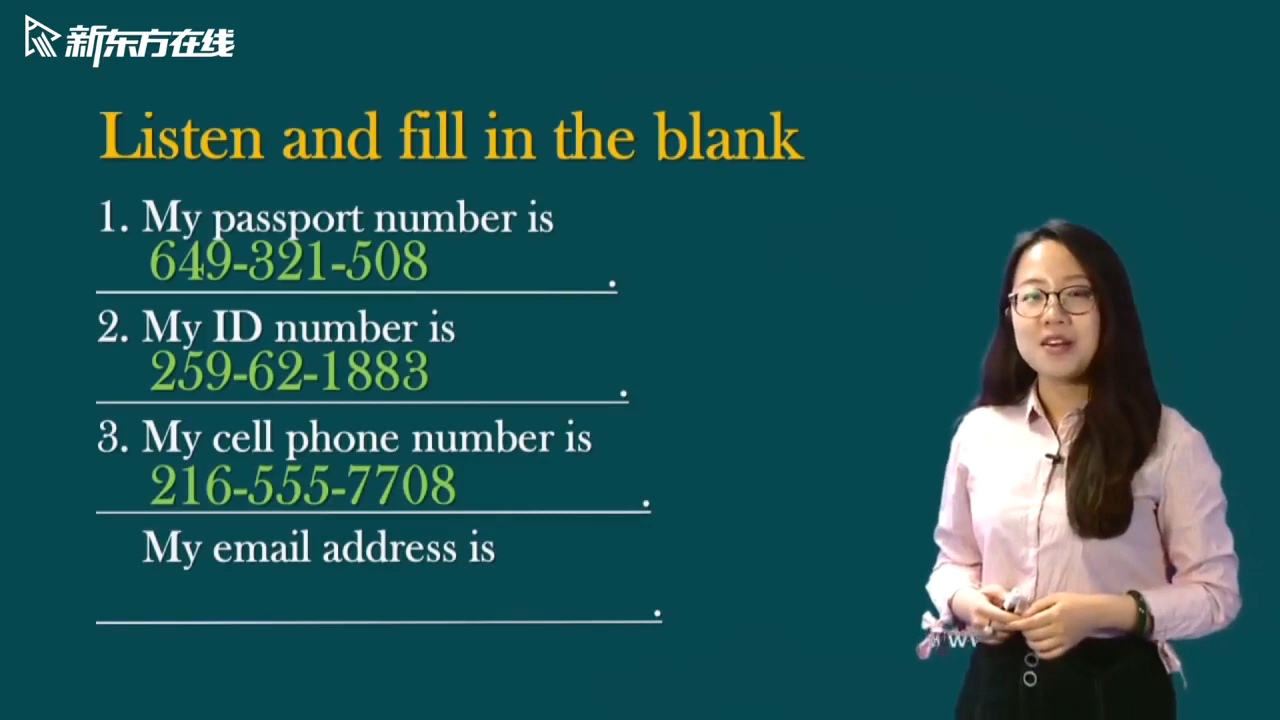 新东方在线
Listen and fill in the blank
1. My passport number is
649-321-508
.
2. My ID number is
259-62-1883
.
3. My cell phone number is
216-555-7708
.
My email address is
.